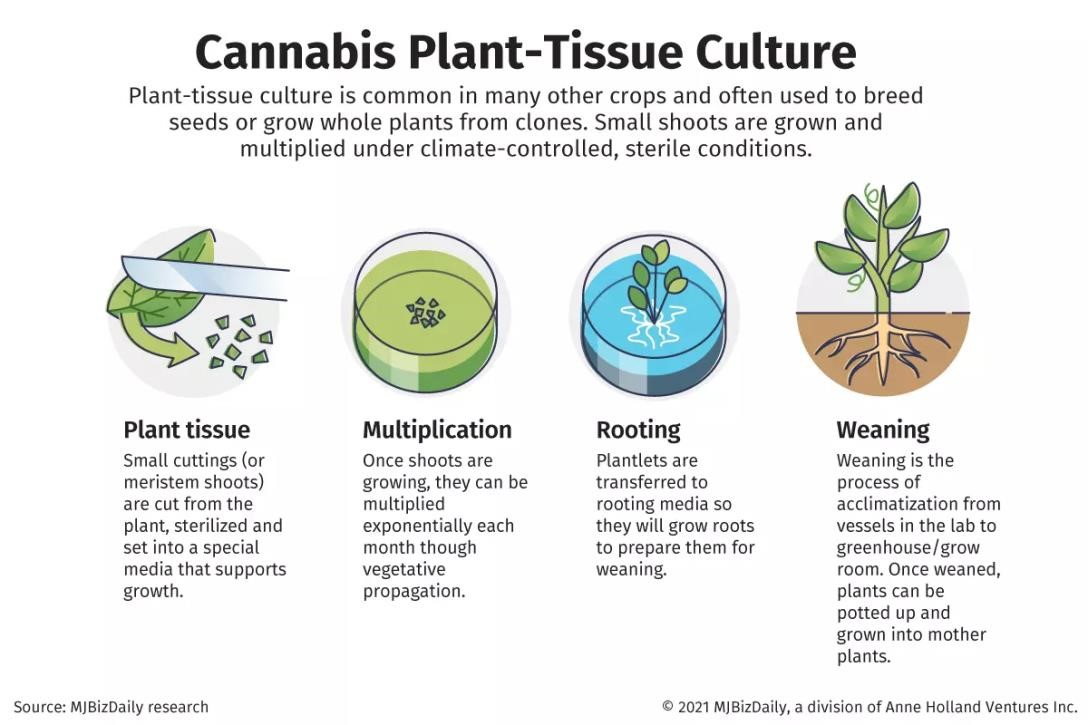 Cannabis Plant-Tissue Culture
Plant-tissue culture is common in many other crops and often used to breed
seeds or grow whole plants from clones. Small shoots are grown and
multiplied under climate-controlled, sterile conditions.
Plant tissue
Small cuttings (or
meristem shoots)
are cut from the
plant, sterilized and
set into a special
media that supports
growth.
Multiplication
Once shoots are
growing, they can be
multiplied
exponentially each
month though
vegetative
propagation.
Rooting
Plantlets are
transferred to
rooting media so
they will grow roots
to prepare them for
weaning.
Weaning
Weaning is the
process of
acclimatization from
vessels in the lab to
greenhouse/grow
room. Once weaned,
plants can be
potted up and
grown into mother
plants.
Source: MJBizDaily research
© 2021 MJBizDaily, a division of Anne Holland Ventures Inc.